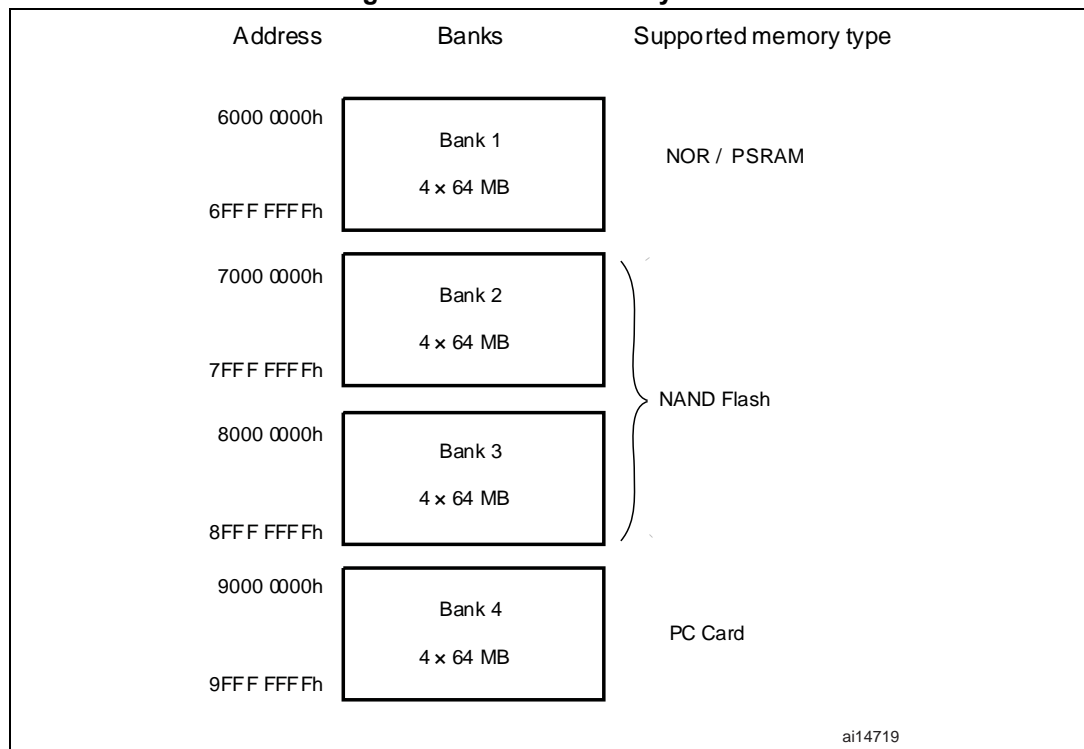 Address Banks Supported memory type
6000 0000h
Bank 1
NOR / PSRAM
4 × 64 MB
6FFF FFFFh
7000 0000h
Bank 2
4 × 64 MB
7FFF FFFFh
NAND Flash
8000 0000h
Bank 3
4 × 64 MB
8FFF FFFFh
9000 0000h
Bank 4
PC Card
4 × 64 MB
9FFF FFFFh
ai14719